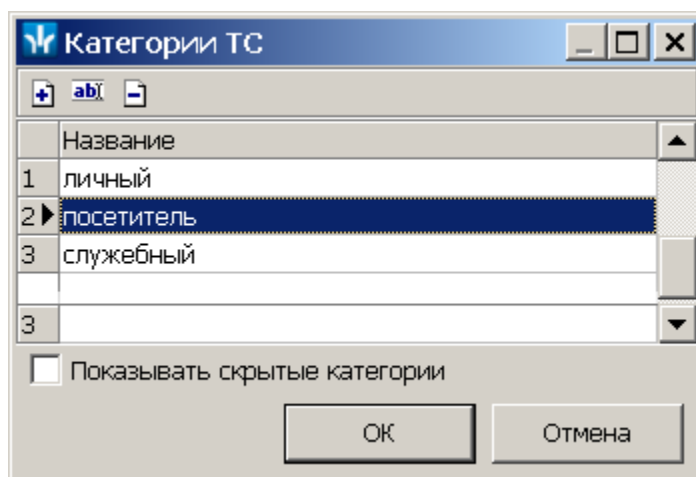 Категории ТС
ab
Название
1 личный
2 посетитель
3 служебный
3
Показывать скрытые категории
ОК Отмена